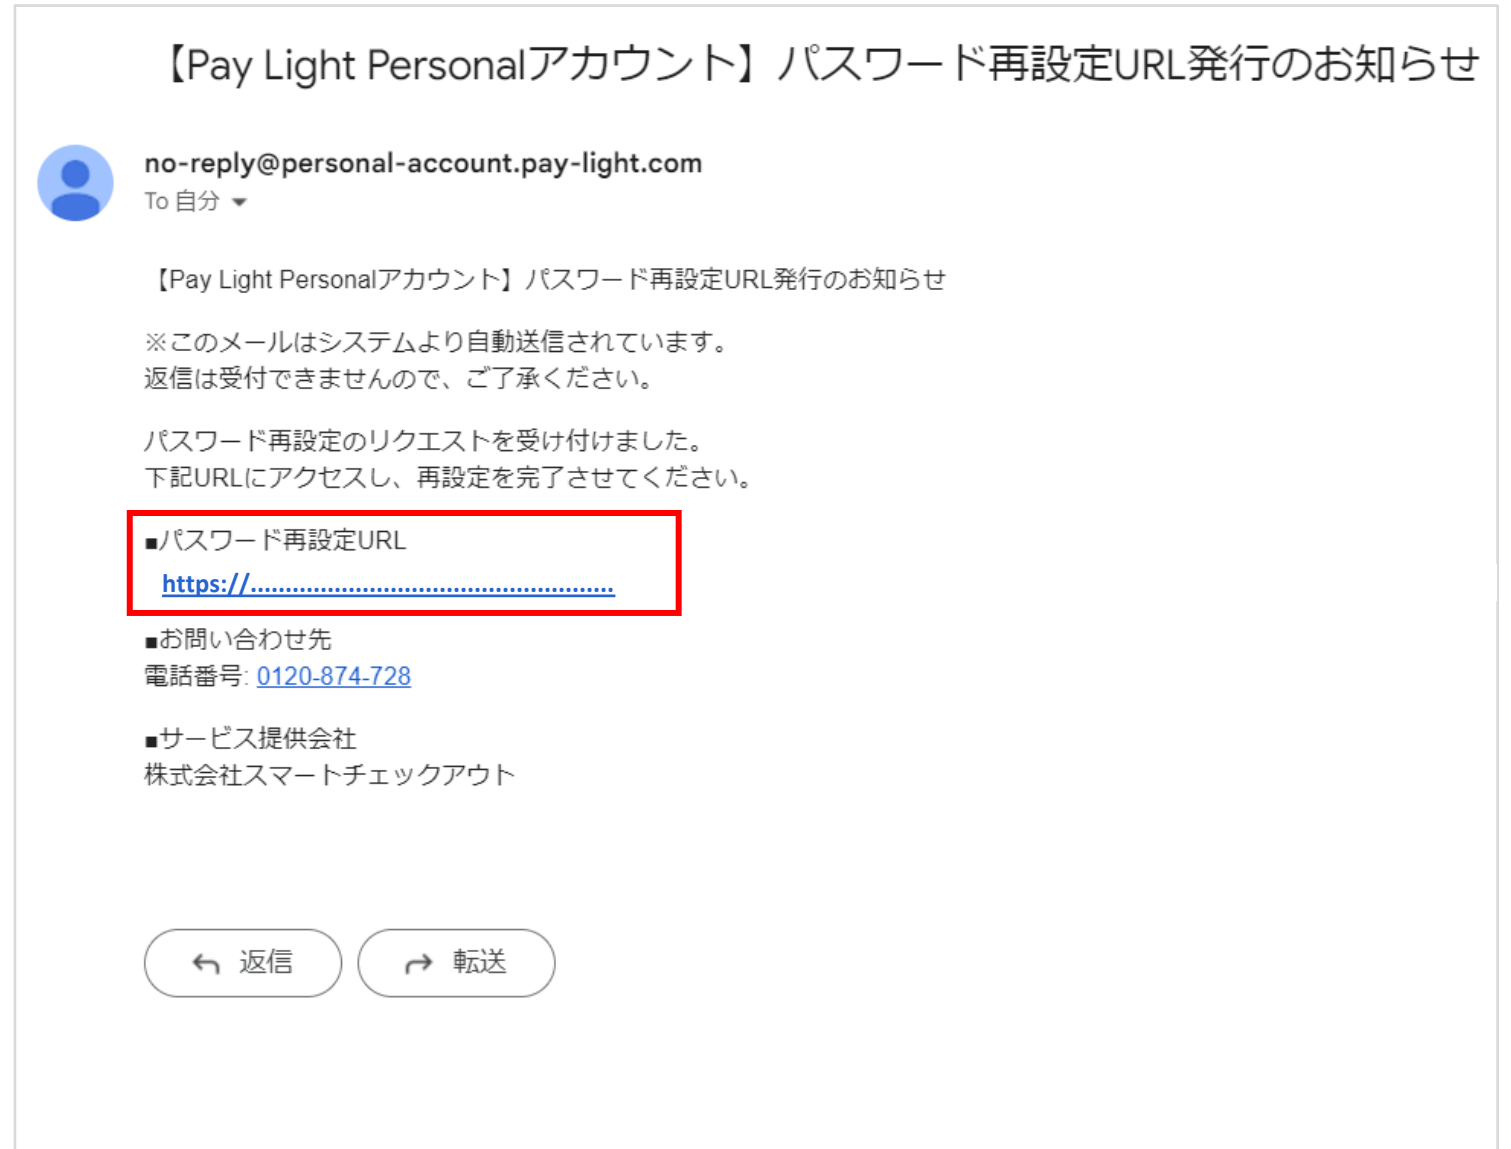 【Pay Light Personalアカウント】パスワード再設定URL発行のお知らせ
no-reply@personal-account.pay-light.com
To 自分
【Pay Light Personalアカウント】パスワード再設定URL発行のお知らせ
※このメールはシステムより自動送信されています。
返信は受付できませんので、ご了承ください。
パスワード再設定のリクエストを受け付けました。
下記URLにアクセスし、再設定を完了させてください。
■パスワード再設定URL
https://....................................................
■お問い合わせ先
電話番号: 0120-874-728
■サービス提供会社
株式会社スマートチェックアウト
返信
転送